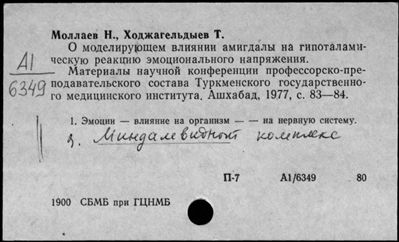 Моллаев Н., Ходжагельдыев Т.
О моделирующем влиянии амигдалы на гипоталами-
ческую реакцию эмоционального напряжения.
Материалы научной конференции профессорско-пре-
подавательского состава Туркменского государственно-
го медицинского института. Ашхабад, 1977, с. 83—84.
А1
6349
1. Эмоции — влияние на организм — — на нервную систему.
2. Миндалевидный комплекс
П-7 А1/6349 80
1900 СБМБ при ГЦНМБ